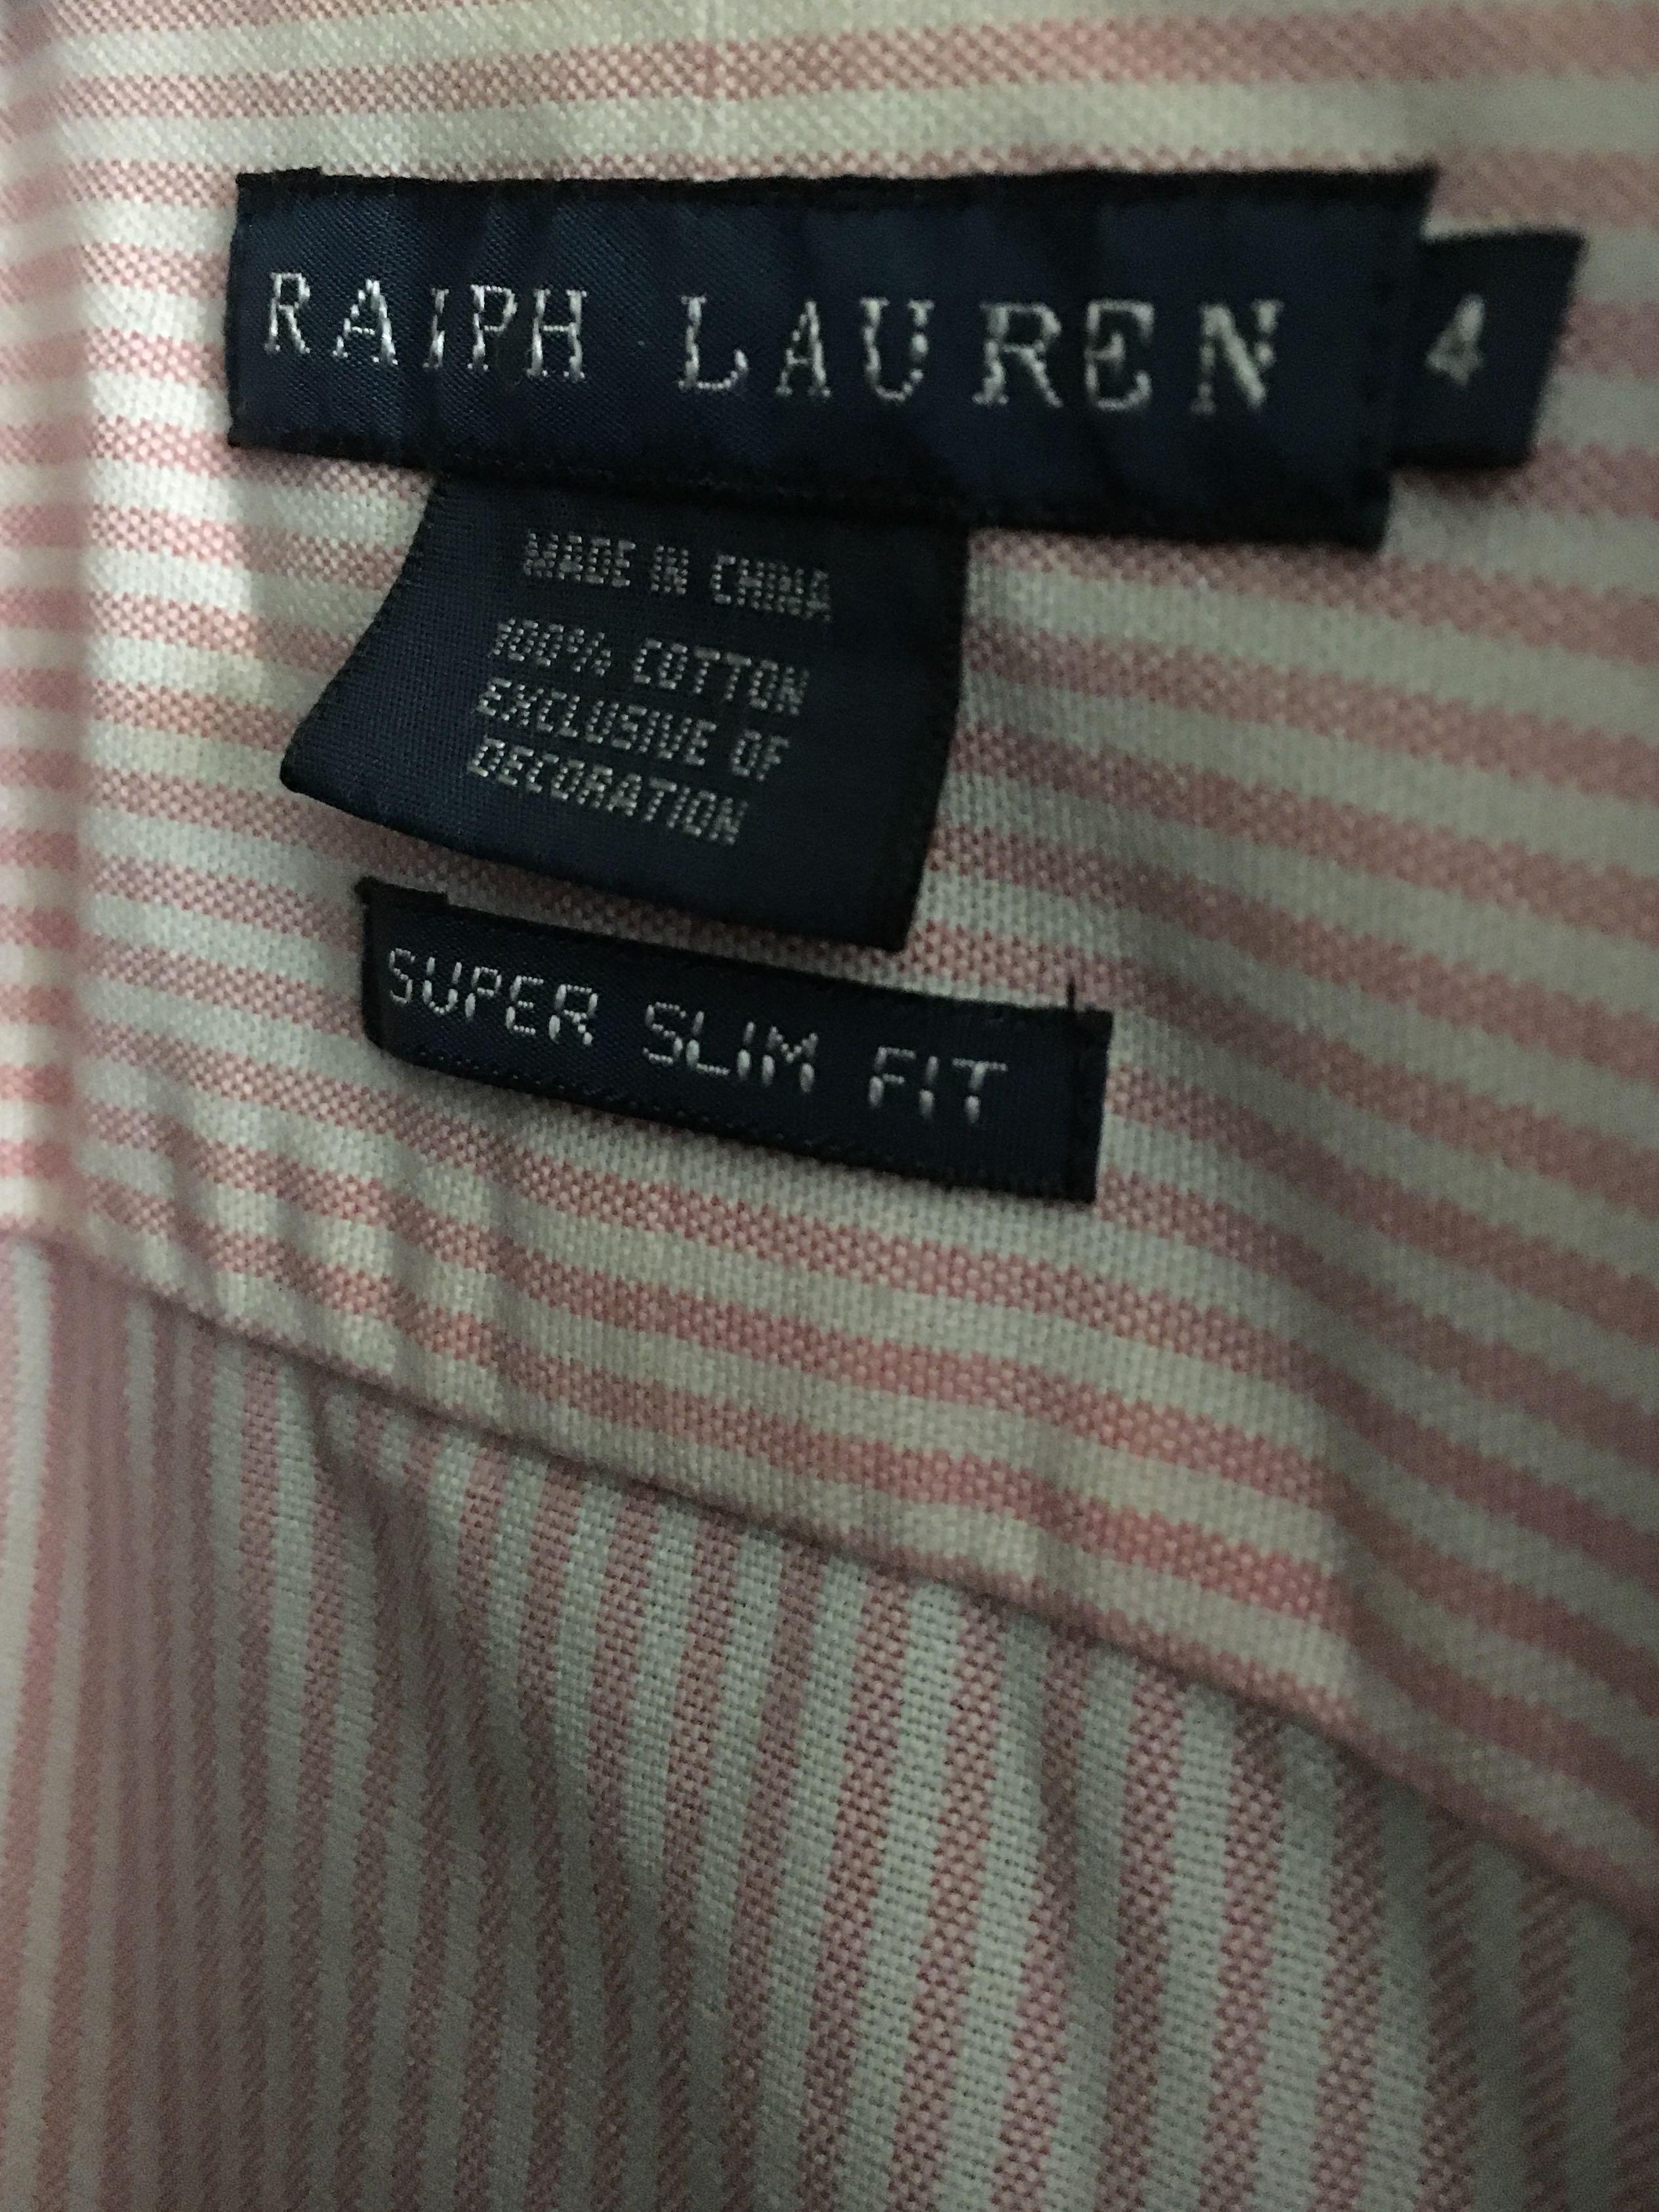 RALPH LAUREN 4
MADE IN CHINA
100% COTTON
EXCLUSIVE OF
DECORATION
SUPER SLIM FIT